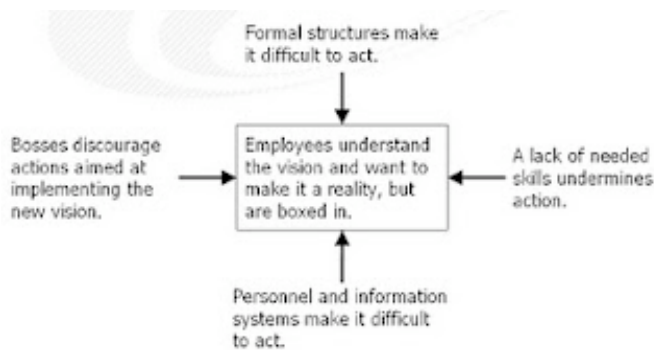 Formal structures make
it difficult to act.
Bosses discourage
actions aimed at
implementing the
new vision.
Employees understand
the vision and want to
make it a reality, but
are boxed in.
A lack of needed
skills undermines
action.
Personnel and information
systems make it difficult
to act.